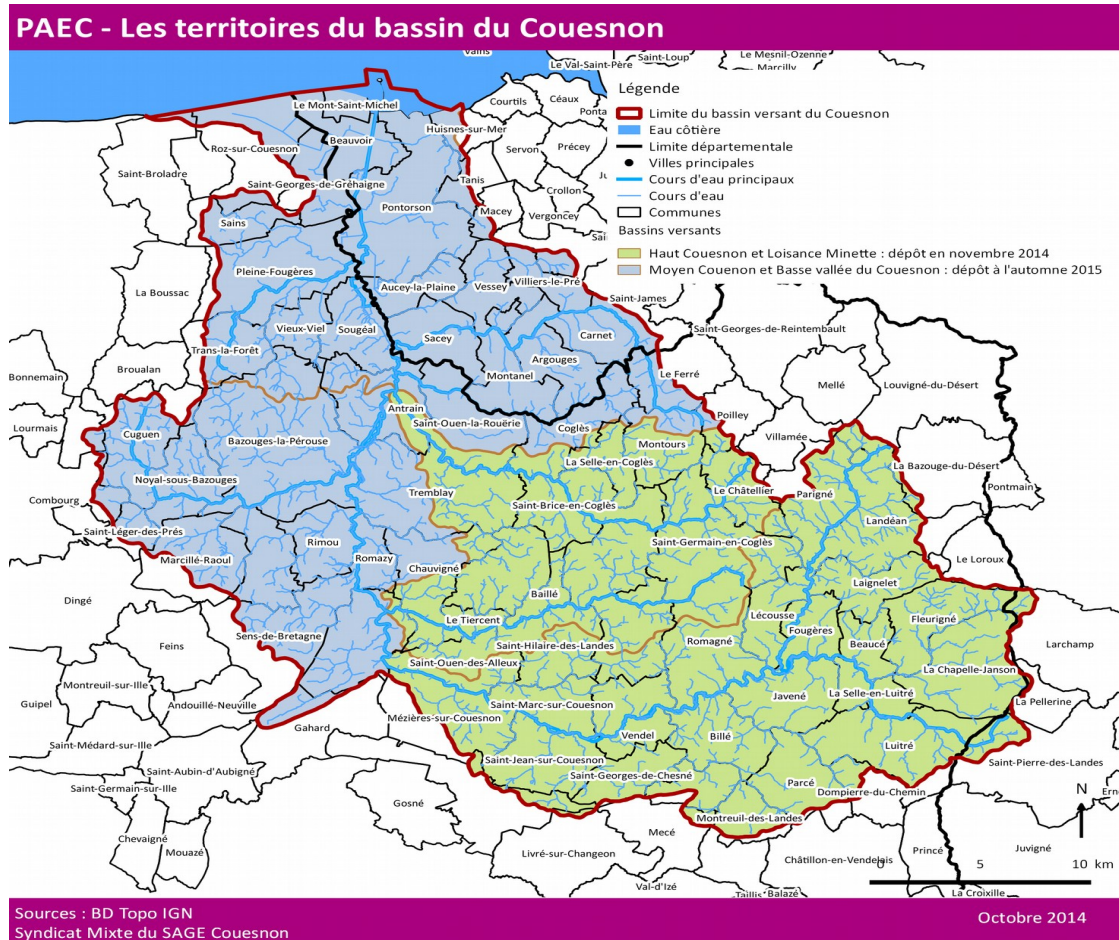 PAEC - Les territoires du bassin du Couesnon
Vains
Saint-Loup
Le Mesnil-Ozenne
Le Val-Saint-Père
Marcilly
Légende
Limite du bassin versant du Couesnon
Eau côtière
Limite départementale
Villes principales
Cours d'eau principaux
Cours d'eau
Communes
Bassins versants
Haut Couesnon et Loisance Minette : dépôt en novembre 2014
Moyen Couenon et Basse vallée du Couesnon : dépôt à l'automne 2015
Courtils
Céaux
Le Mont-Saint-Michel
Huisnes-sur-Mer
Beauvoir
Servon
Précey
Roz-sur-Couesnon
Saint-Broladre
Saint-Georges-de-Gréhaigne
Tanis
Crollon
Macey
Vergoncey
Pontorson
Sains
Pleine-Fougères
Aucey-la-Plaine
Vessey
Villiers-le-Pré
La Boussac
Saint-James
Vieux-Viel
Sougéal
Sacey
Carnet
Saint-Georges-de-Reintembault
Trans-la-Forêt
Argouges
Montanel
Bonnemain
Broualan
Le Ferré
Mellé
Louvigné-du-Désert
Lourmais
Cuguen
Antrain
Saint-Ouen-la-Rouërie
Coglès
Poilley
Villamée
Bazouges-la-Pérouse
Montours
La Selle-en-Coglès
La Bazouge-du-Désert
Noyal-sous-Bazouges
Tremblay
Le Châtellier
Parigné
Pontmain
Combourg
Saint-Brice-en-Coglès
Landéan
Saint-Léger-des-Prés
Rimou
Romazy
Saint-Germain-en-Coglès
Marcillé-Raoul
Chauvigné
Le Loroux
Laignelet
Dingé
Baillé
Le Tiercent
Lécousse
Fleurigné
Sens-de-Bretagne
Saint-Hilaire-des-Landes
Romagné
Fougères
Beaucé
Larchamp
Feins
Saint-Ouen-des-Alleux
La Chapelle-Janson
Montreuil-sur-Ille
Andouillé-Neuville
Saint-Marc-sur-Couesnon
Javené
La Selle-en-Luitré
La Pellerine
Guipel
Gahard
Mézières-sur-Couesnon
Vendel
Billé
Luitré
Saint-Médard-sur-Ille
Saint-Jean-sur-Couesnon
Saint-Pierre-des-Landes
Saint-Aubin-d'Aubigné
Saint-Georges-de-Chesné
Parcé
Dompierre-du-Chemin
Saint-Germain-sur-Ille
Gosné
Montreuil-des-Landes
N
Chevaigné
Mouazé
Mecé
Livré-sur-Changeon
Châtillon-en-Vendelais
Princé
Juvigné
0 5 10 km
Val-d'Izé
Taillis
Balazé
La Croixille
Sources : BD Topo IGN
Syndicat Mixte du SAGE Couesnon
Octobre 2014